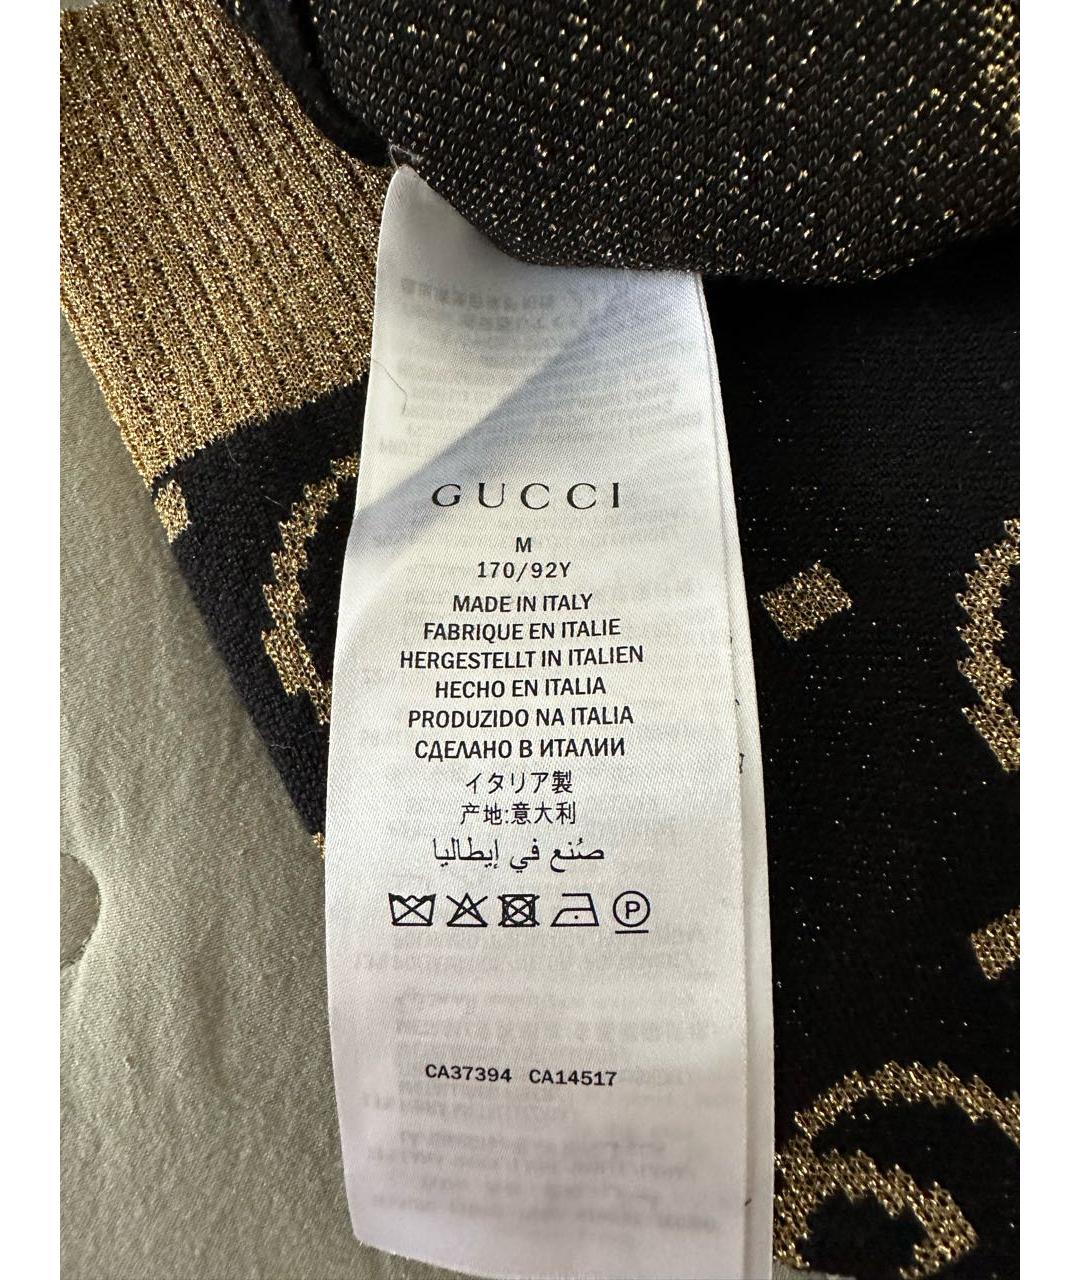 GUCCI
M
170/92Y
MADE IN ITALY
FABRIQUE EN ITALIE
HERGESTELLT IN ITALIEN
HECHO EN ITALIA
PRODUZIDO NA ITALIA
СДЕЛАНО В ИТАЛИИ
イタリア製
产地:意大利
صُنع في إيطاليا
P
CA37394 CA14517